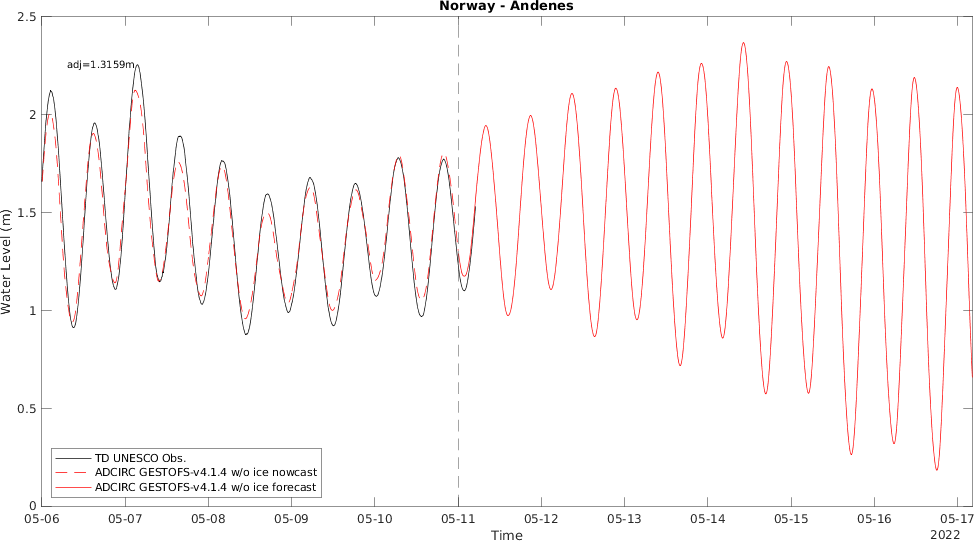 Norway - Andenes
2.5
adj=1.3159m
2
1.5
Water Level (m)
1
0.5
TD UNESCO Obs.
ADCIRC GESTOFS-v4.1.4 w/o ice nowcast
ADCIRC GESTOFS-v4.1.4 w/o ice forecast
0
05-06 05-07 05-08 05-09 05-10 05-11 05-12 05-13 05-14 05-15 05-16 05-17
Time 2022